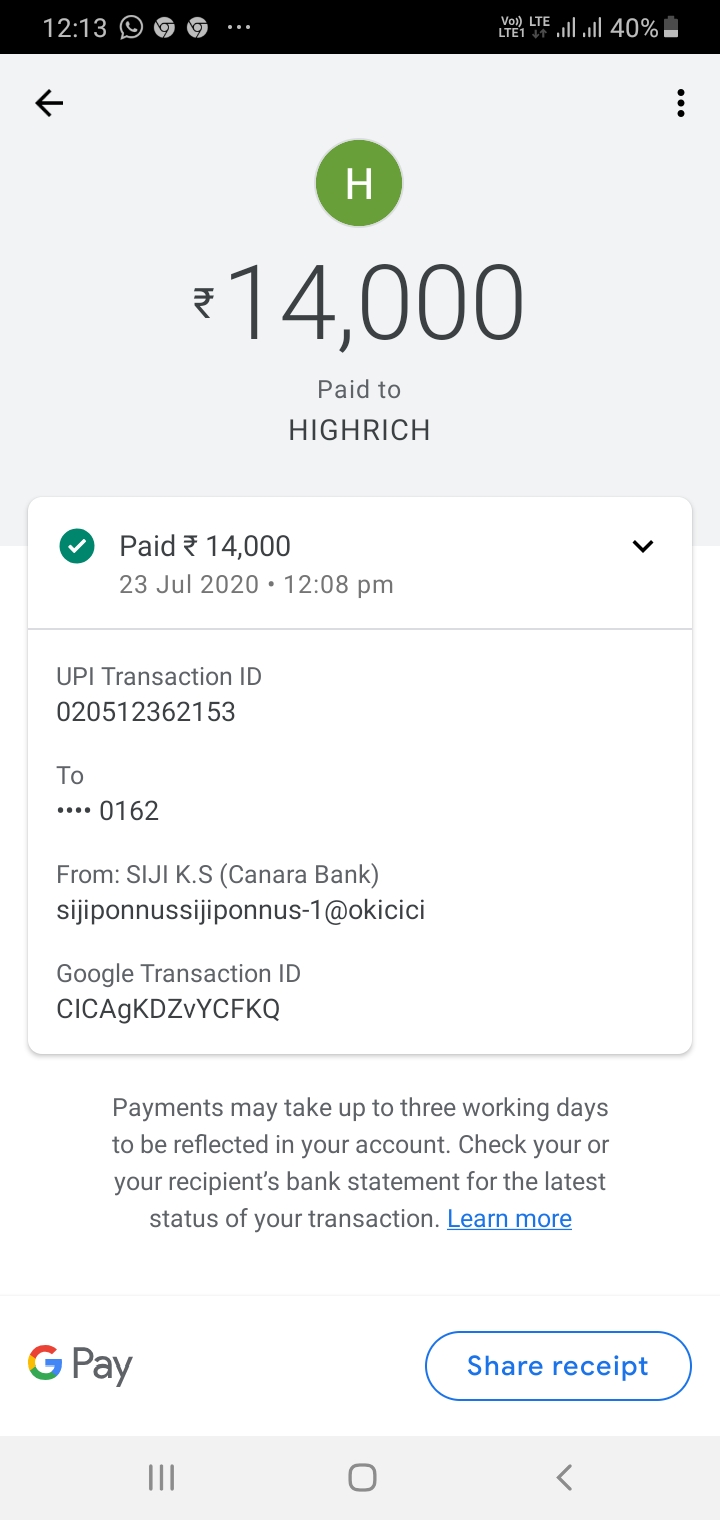 12:13
Vo)) LTE
LTE1
40%
H
₹14,000
Paid to
HIGHRICH
Paid ₹ 14,000
23 Jul 2020 • 12:08 pm
UPI Transaction ID
020512362153
To
•••• 0162
From: SIJI K.S (Canara Bank)
sijiponnussijiponnus-1@okicici
Google Transaction ID
CICAgKDZvYCFKQ
Payments may take up to three working days
to be reflected in your account. Check your or
your recipient’s bank statement for the latest
status of your transaction. Learn more
G Pay
Share receipt